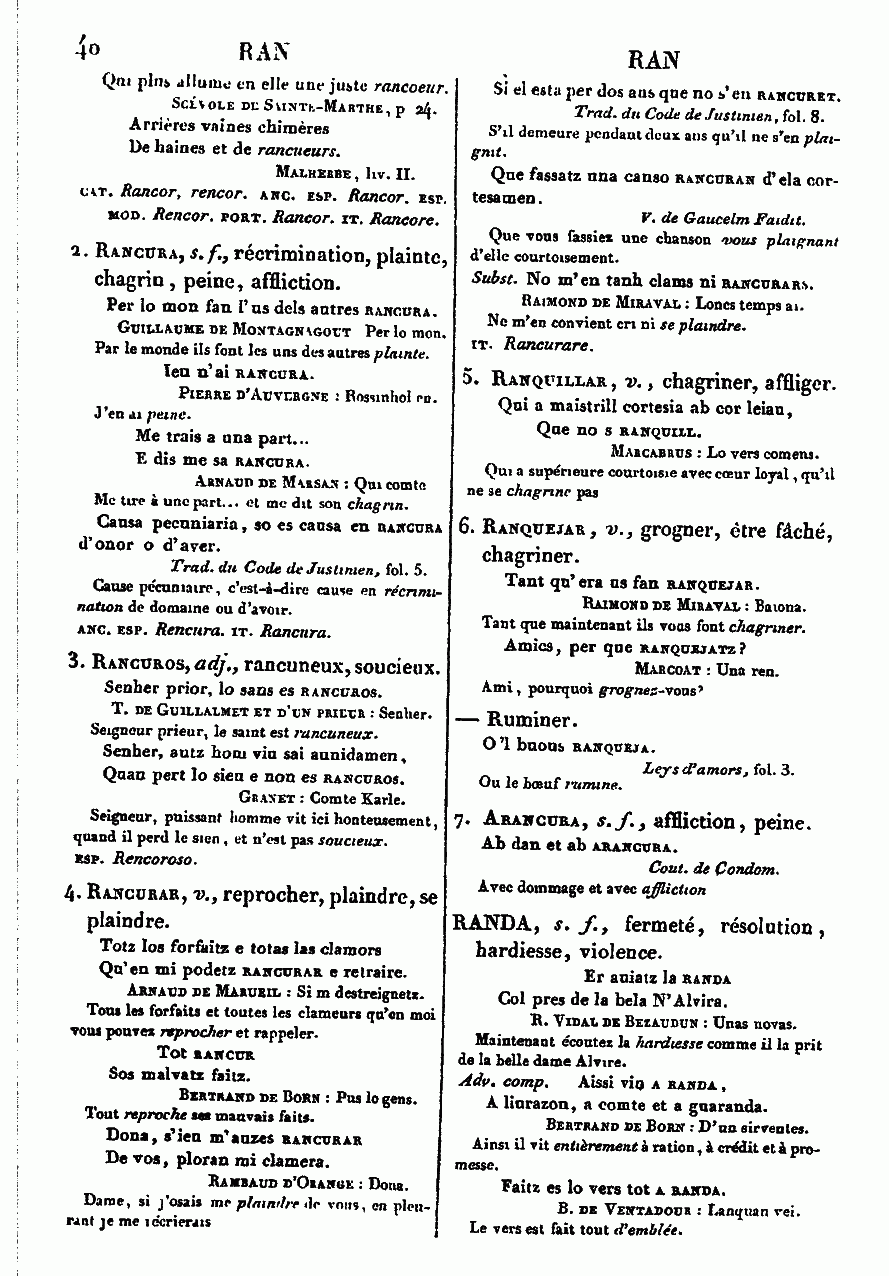 40 RAN
Qui plus allume en elle une juste rancoeur.
Scévole de Sainte-Marthe, p 24.
Arrières vaines chimères
De haines et de rancueurs.
Malherbe, liv. II.
CAT. Rancor, rencor. ANC. ESP. Rancor. ESP.
MOD. Rencor. PORT. Rancor. IT. Rancore.
2. Rancura, s. f., récrimination, plainte,
chagrin, peine, affliction.
Per lo mon fan l'us dels autres RANCURA.
Guillaume de Montagnagout Per lo mon.
Par le monde ils font les uns des autres plainte.
Ieu n'ai RANCURA.
Pierre d'Auvergne : Rossinhol en.
J'en ai peine.
Me trais a una part...
E dis me sa RANCURA.
Arnaud de Marsan : Qui comte
Me tire à une part... et me dit son chagrin.
Causa pecuniaria, so es causa en RANCURA
d'onor o d'aver.
Trad. du Code de Justinien, fol. 5.
Cause pécuniaire, c'est-à-dire cause en récrimi-
nation de domaine ou d'avoir.
ANC. ESP. Rencura. IT. Rancura.
3. Rancuros, adj., rancuneux, soucieux.
Senher prior, lo sans es RANCUROS.
T. de Guillalmet et d'un prieur : Senher.
Seigneur prieur, le saint est rancuneux.
Senher, autz hom viu sai aunidamen,
Quan pert lo sieu e non es RANCUROS.
Granet : Comte Karle.
Seigneur, puissant homme vit ici honteusement,
quand il perd le sien, et n'est pas soucieux.
ESP. Rencoroso.
4. Rancurar, v., reprocher, plaindre, se
plaindre.
Totz los forfaitz e totas las clamors
Qu'en mi podetz RANCURAR e retraire.
Arnaud de Marueil : Si m destreignetz.
Tous les forfaits et toutes les clameurs qu'en moi
vous pouvez reprocher et rappeler.
Tot RANCUR
Sos malvatz faitz.
Bertrand de Born : Pus lo gens.
Tout reproche ses mauvais faits.
Dona, s'ieu m'auzes RANCURAR
De vos, ploran mi clamera.
Rambaud d'Orange : Dona.
Dame, si j'osais me plaindre de vous, en pleu-
rant je me récrierais
RAN
Si el esta per dos ans que no s'en RANCURET.
Trad. du Code de Justinien, fol. 8.
S'il demeure pendant deux ans qu'il ne s'en plai-
gnit.
Que fassatz una canso RANCURAN d'ela cor-
tesamen.
V. de Gaucelm Faidit.
Que vous fassiez une chanson vous plaignant
d'elle courtoisement.
Subst. No m'en tanh clams ni RANCURARS.
Raimond de Miraval : Loncs temps ai.
Ne m'en convient cri ni se plaindre.
IT. Rancurare.
5. Ranquillar, v., chagriner, affliger.
Qui a maistrill cortesia ab cor leiau,
Que no s RANQUILL.
Marcabrus : Lo vers comens.
Qui a supérieure courtoisie avec cœur loyal, qu'il
ne se chagrine pas
6. Ranquejar, v., grogner, être fâché,
chagriner.
Tant qu'era us fan RANQUEJAR.
Raimond de Miraval : Baiona.
Tant que maintenant ils vous font chagriner.
Amics, per que RANQUEJATZ?
Marcoat : Una ren.
Ami, pourquoi grognez-vous?
— Ruminer.
O'l buous RANQUEJA.
Leys d'amors, fol. 3.
Ou le bœuf rumine.
7. Arancura, s. f., affliction, peine.
Ab dan et ab ARANCURA.
Cout. de Condom.
Avec dommage et avec affliction
RANDA, s. f., fermeté, résolution,
hardiesse, violence.
Er auiatz la RANDA
Col pres de la bela N'Alvira.
R. Vidal de Bezaudun : Unas novas.
Maintenant écoutez la hardiesse comme il la prit
de la belle dame Alvire.
Adv. comp. Aissi viu A RANDA,
A liurazon, a comte et a guaranda.
Bertrand de Born : D'un sirventes.
Ainsi il vit entièrement à ration, à crédit et à pro-
messe.
Faitz es lo vers tot A RANDA.
B. de Ventadour : Lanquan vei.
Le vers est fait tout d'emblée.